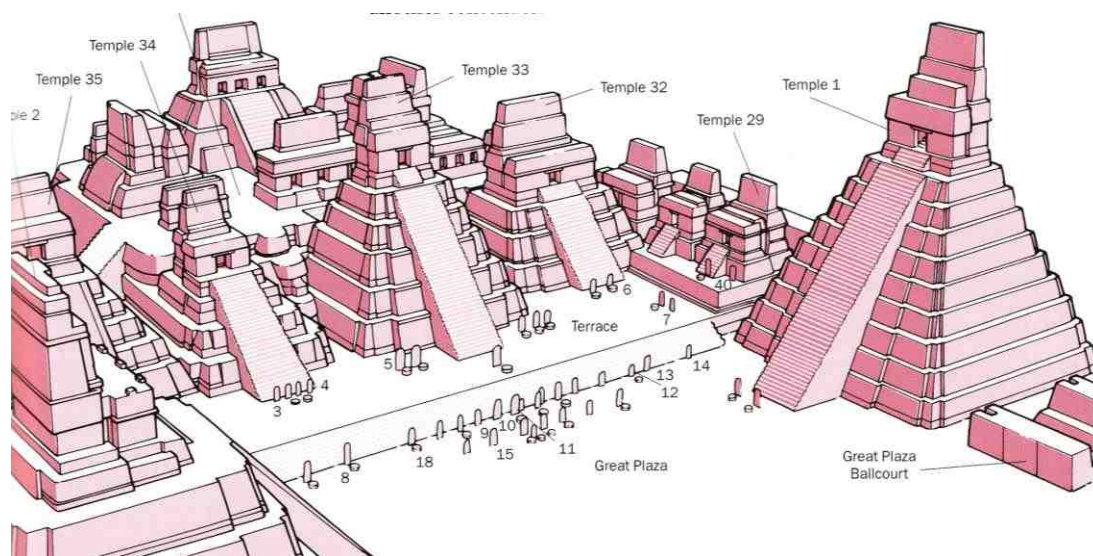 Temple 34
Temple 35
Temple 33
Temple 32
Temple 1
Temple 29
40
6
7
Terrace
5
4
3
14
13
12
10
9
11
15
18
8
Great Plaza
Great Plaza
Ballcourt